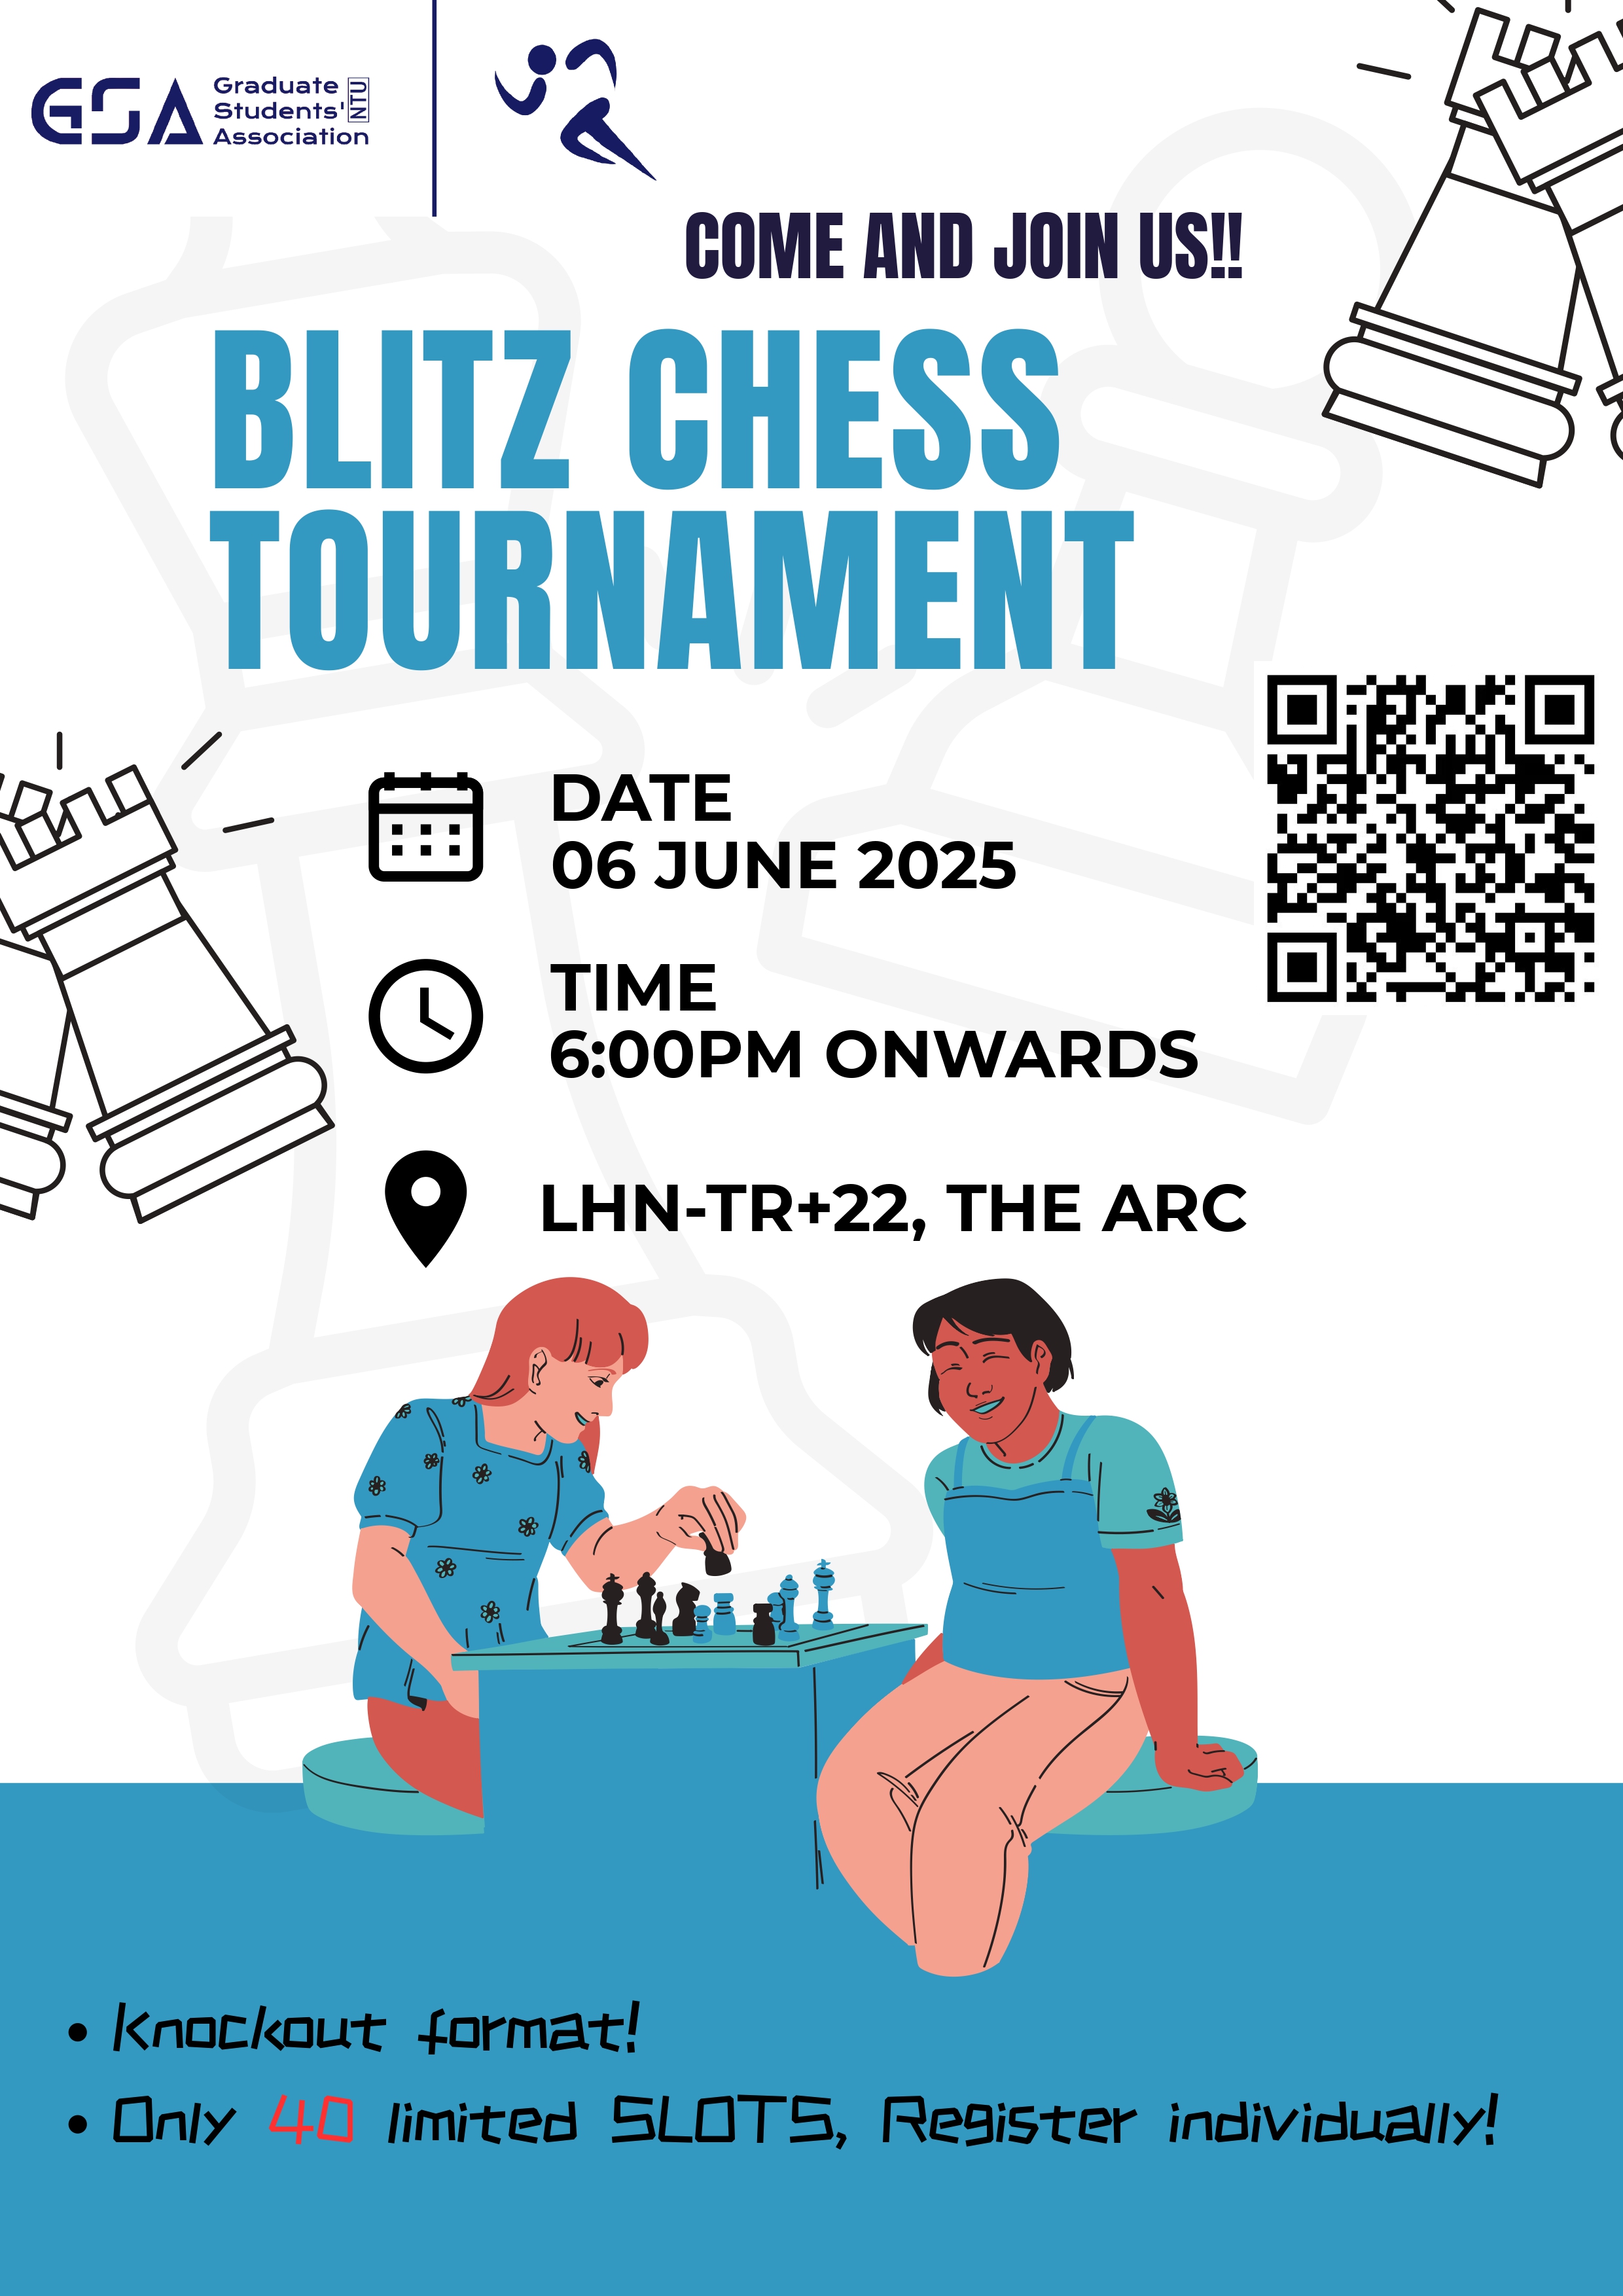 GSA
Graduate
Students'
Association
NTU
COME AND JOIN US!!
BLITZ CHESS
TOURNAMENT
DATE
06 JUNE 2025
TIME
6:00PM ONWARDS
LHN-TR+22, THE ARC
• Knockout format!
• Only 40 limited SLOTS, Register individually!